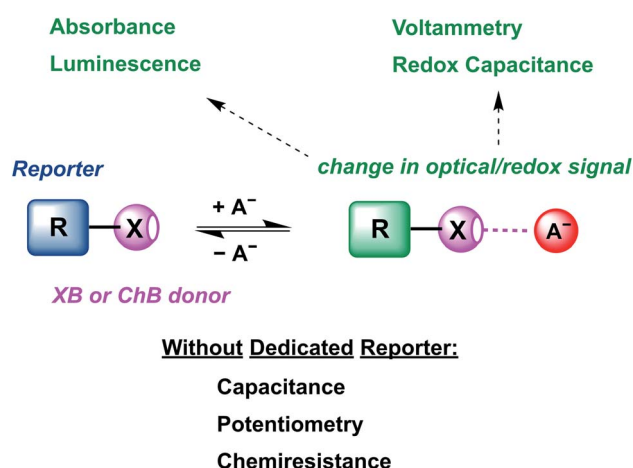 Absorbance
Luminescence
Voltammetry
Redox Capacitance
Reporter
change in optical/redox signal
R
X
+ A⁻
− A⁻
R
X
A⁻
XB or ChB donor
Without Dedicated Reporter:
Capacitance
Potentiometry
Chemiresistance